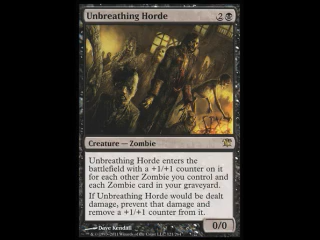 Unbreathing Horde 2
Creature — Zombie
Unbreathing Horde enters the
battlefield with a +1/+1 counter on
it for each other Zombie you control and
each Zombie card in your graveyard.
If Unbreathing Horde would be dealt
damage, prevent that damage and
remove a +1/+1 counter from it.
Dave Kendall
0/0